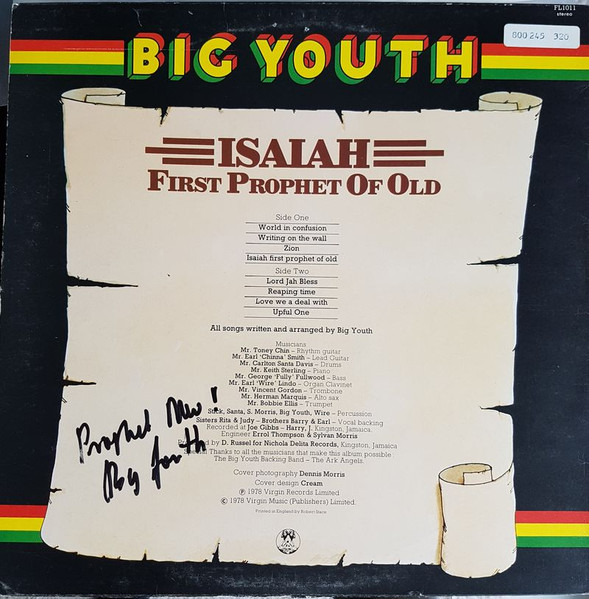 FL1011
stereo
800 245 320
BIG YOUTH
ISAIAH
FIRST PROPHET OF OLD
Side One
World in confusion
Writing on the wall
Zion
Isaiah first prophet of old
Side Two
Lord Jah Bless
Reaping time
Love we a deal with
Upful One
All songs written and arranged by Big Youth
Musicians
Mr. Toney Chin – Rhythm guitar
Mr. Earl 'Chinna' Smith – Lead Guitar
Mr. Carlton Santa Davis – Drums
Mr. Keith Sterling – Piano
Mr. George 'Fully' Fullwood – Bass
Mr. Earl 'Wire' Lindo – Organ Clavinet
Mr. Vincent Gordon – Trombone
Mr. Herman Marquis – Alto sax
Mr. Bobbie Ellis – Trumpet
Stick, Santa, S. Morris, Big Youth, Wire – Percussion
Sisters Rita & Judy – Brothers Barry & Earl – Vocal backing
Recorded at Joe Gibbs – Harry, J. Kingston, Jamaica.
Engineer Errol Thompson & Sylvan Morris
by D. Russel for Nichola Delita Records, Kingston, Jamaica
Special Thanks to all the musicians that make this album possible
The Big Youth Backing Band – The Ark Angels.
Cover photography Dennis Morris
Cover design Cream
Ⓟ 1978 Virgin Records Limited
© 1978 Virgin Music (Publishers) Limited.
Printed in England by Robert Stace
Prophet
Big Youth